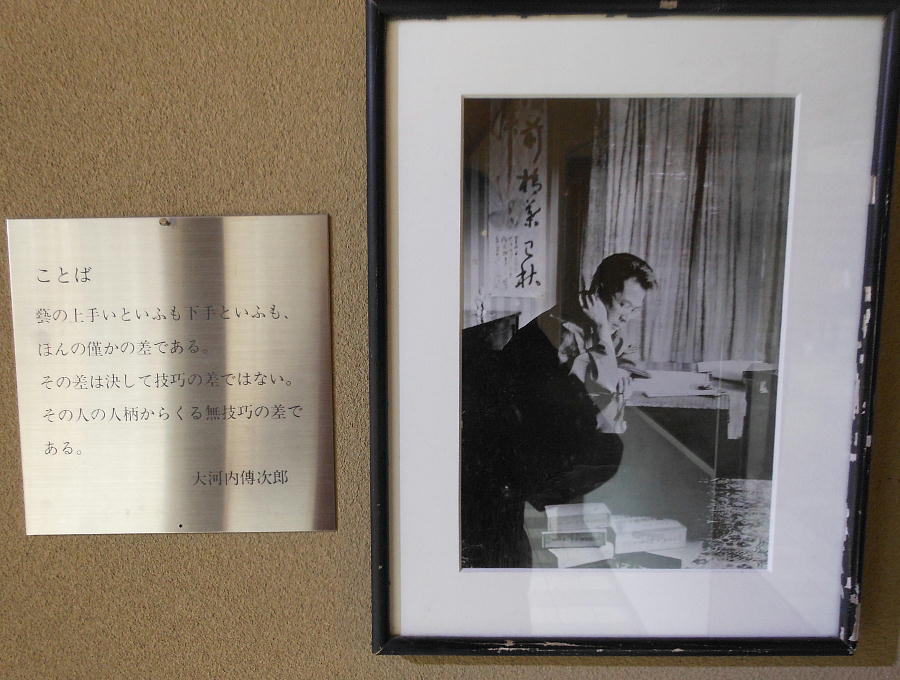 ことば
藝の上手いといふも下手といふも、
ほんの僅かの差である。
その差は決して技巧の差ではない。
その人の人柄からくる無技巧の差で
ある。
大河内傳次郎